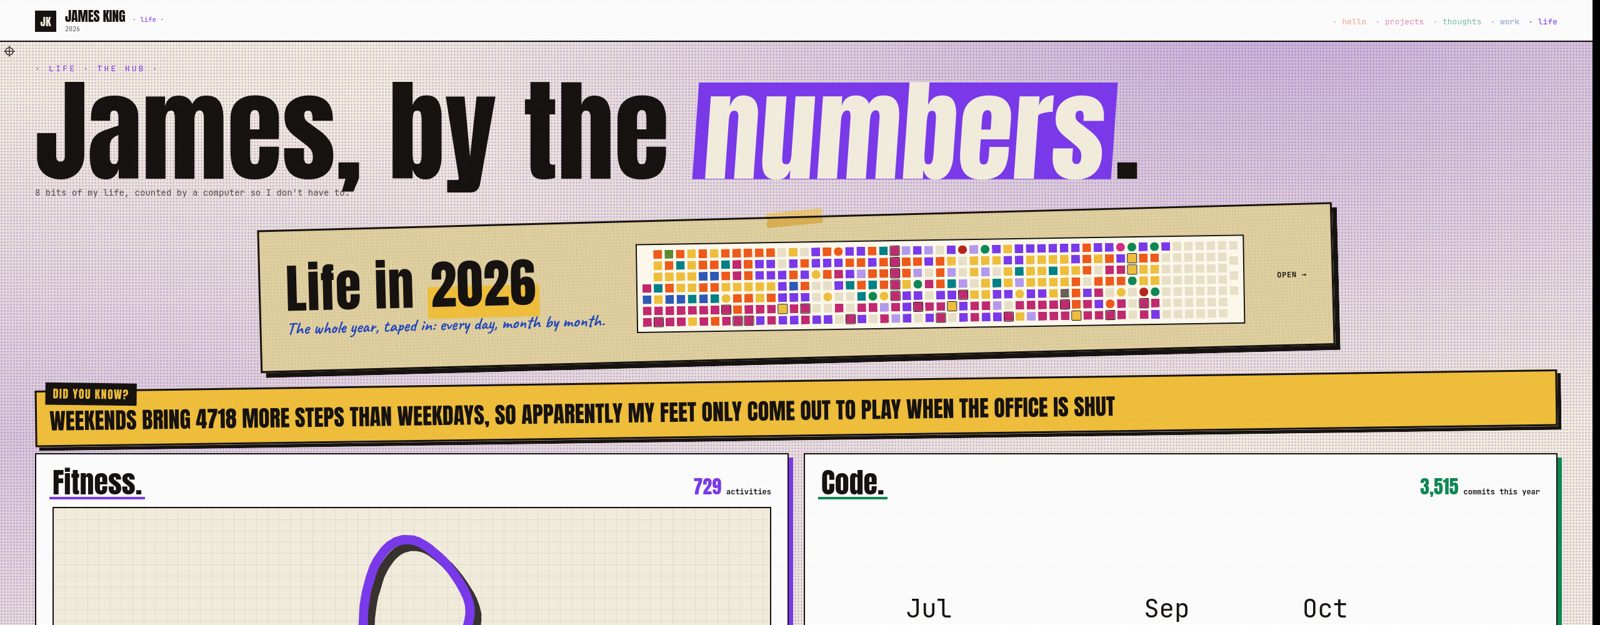 JK
JAMES KING
· life ·
2026
· hello · projects · thoughts · work · life
· LIFE · THE HUB ·
James, by the numbers.
8 bits of my life, counted by a computer so I don't have to.
Life in 2026
The whole year, taped in: every day, month by month.
OPEN →
DID YOU KNOW?
WEEKENDS BRING 4718 MORE STEPS THAN WEEKDAYS, SO APPARENTLY MY FEET ONLY COME OUT TO PLAY WHEN THE OFFICE IS SHUT
Fitness.
729 activities
Code.
3,515 commits this year
Jul Sep Oct